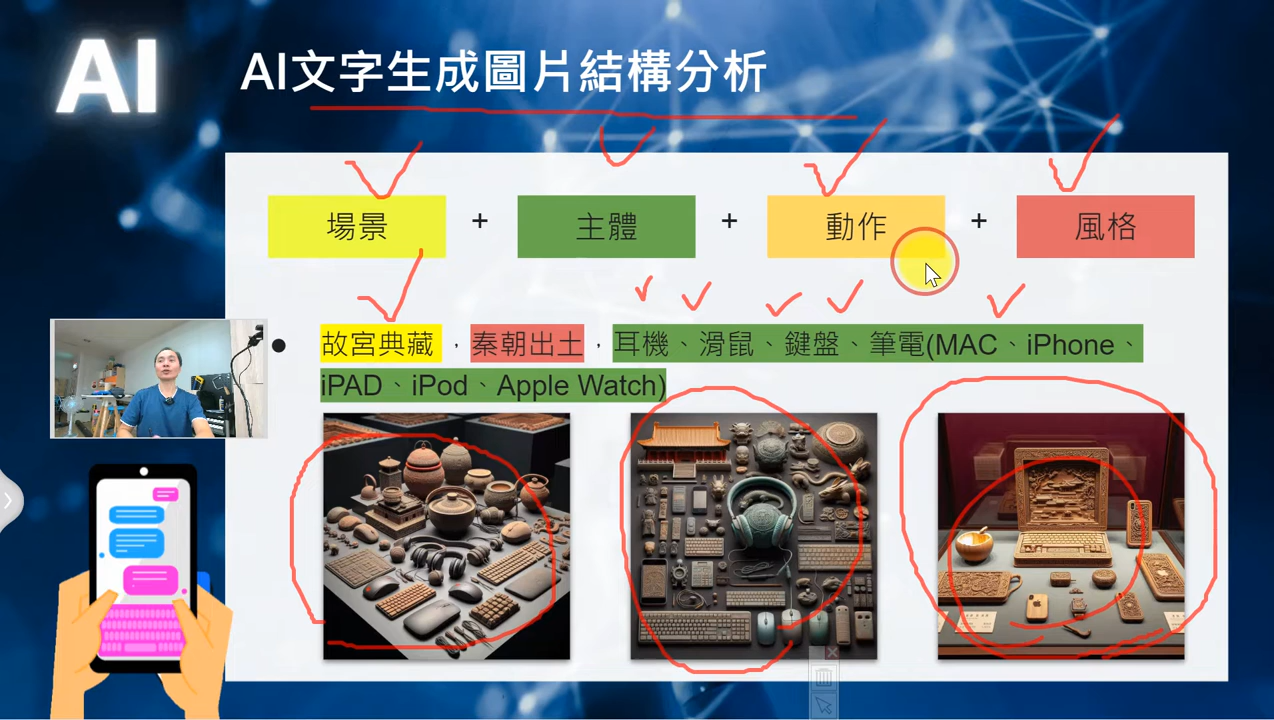 AI
AI文字生成圖片結構分析
場景 + 主體 + 動作 + 風格
故宮典藏,秦朝出土,耳機、滑鼠、鍵盤、筆電(MAC、iPhone、
iPAD、iPod、Apple Watch)